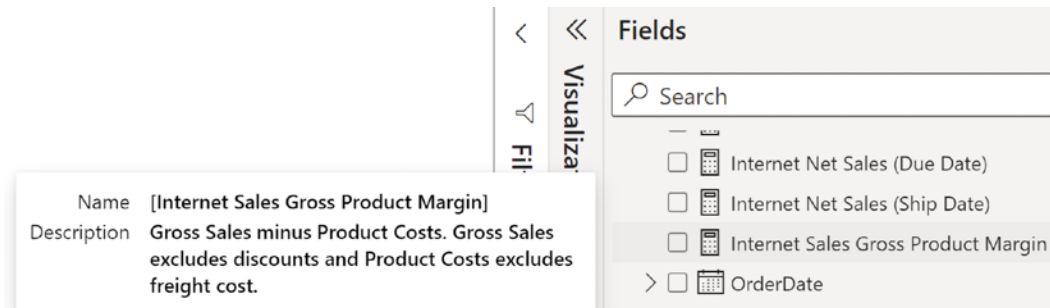 Fields
Visualizat
Search
Fil
Internet Net Sales (Due Date)
Internet Net Sales (Ship Date)
Internet Sales Gross Product Margin
OrderDate
Name [Internet Sales Gross Product Margin]
Description Gross Sales minus Product Costs. Gross Sales
excludes discounts and Product Costs excludes
freight cost.